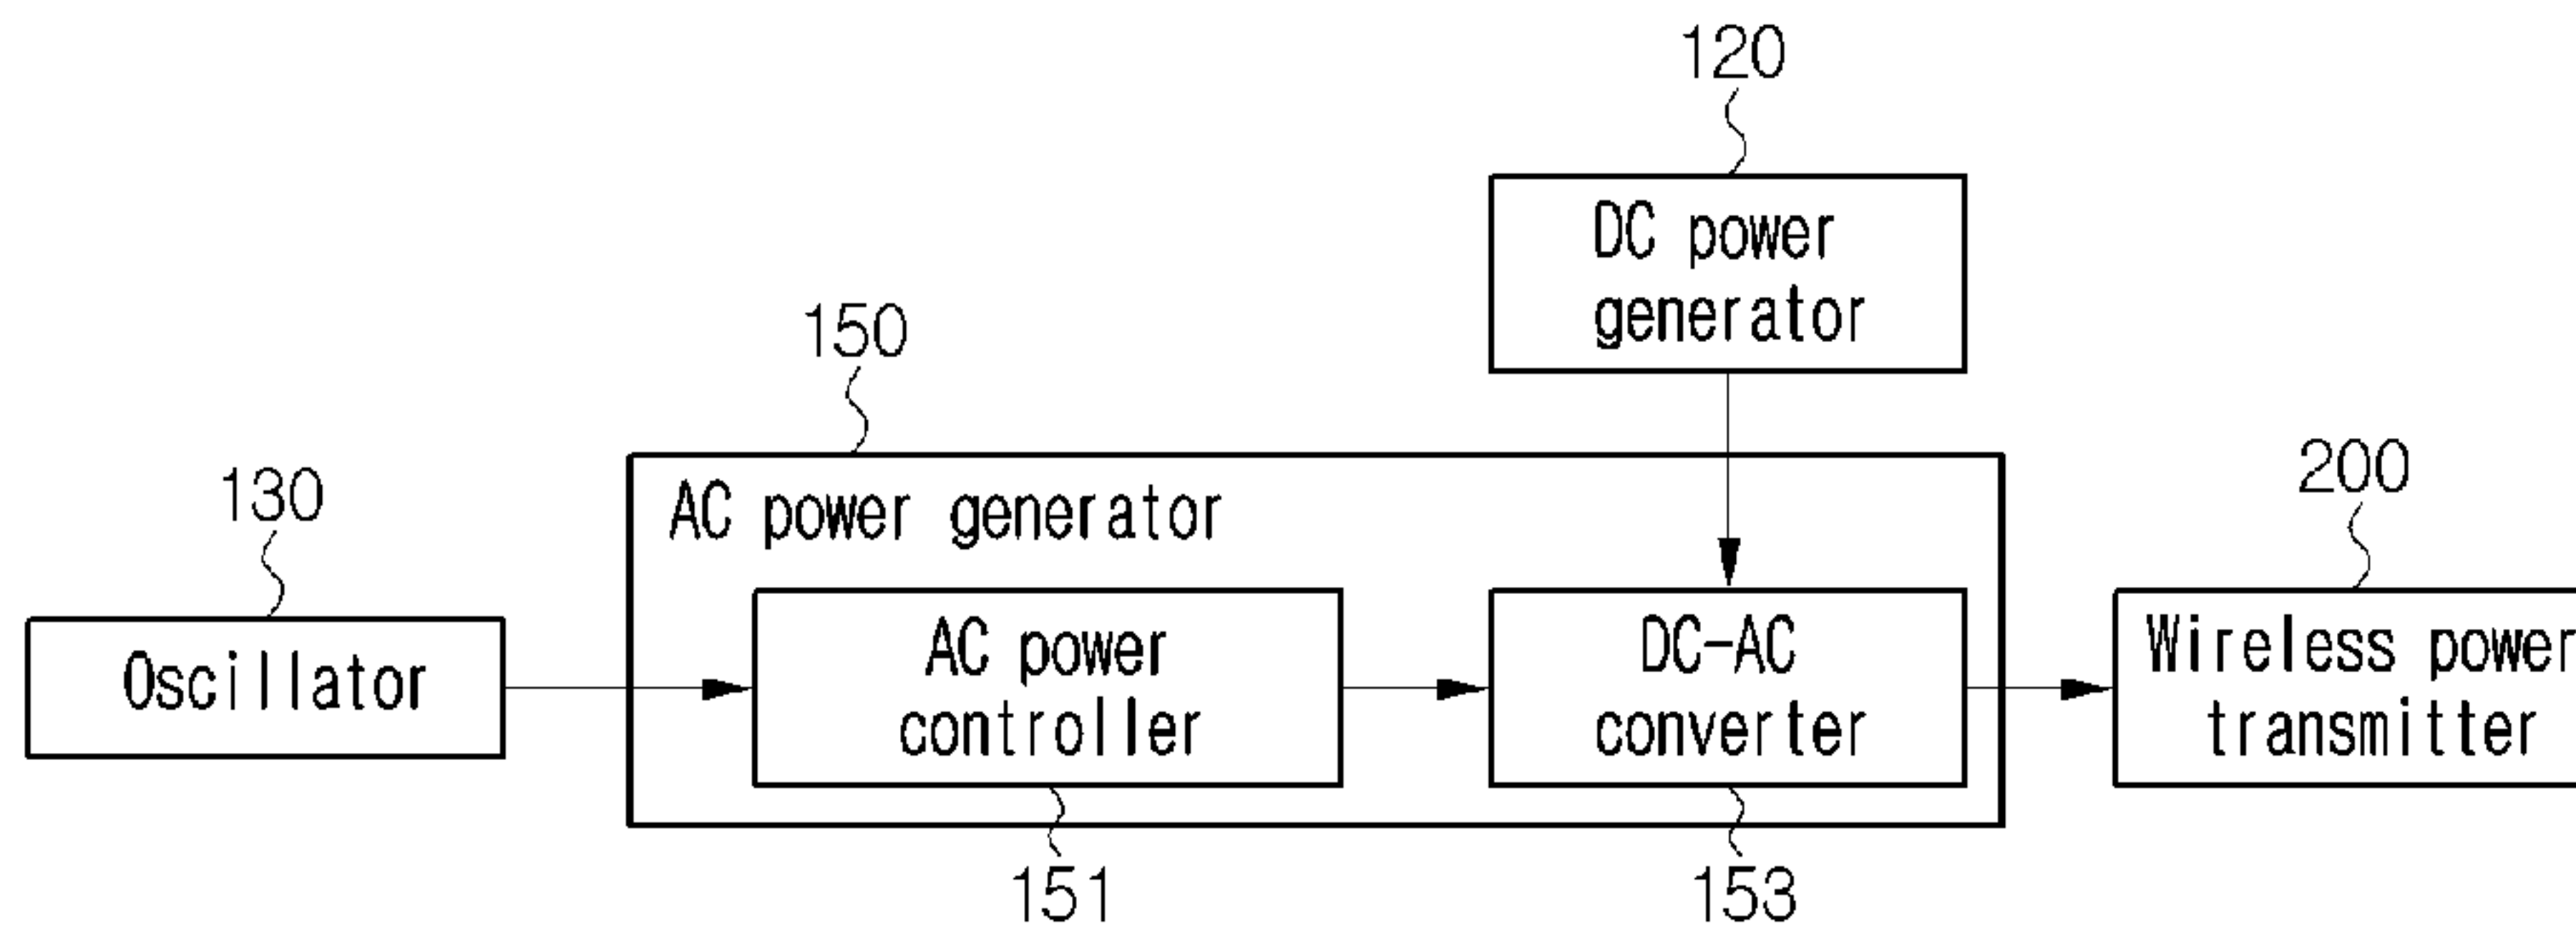 120
DC power
generator
150
AC power generator
130
200
Oscillator
AC power
controller
DC-AC
converter
Wireless power
transmitter
151
153